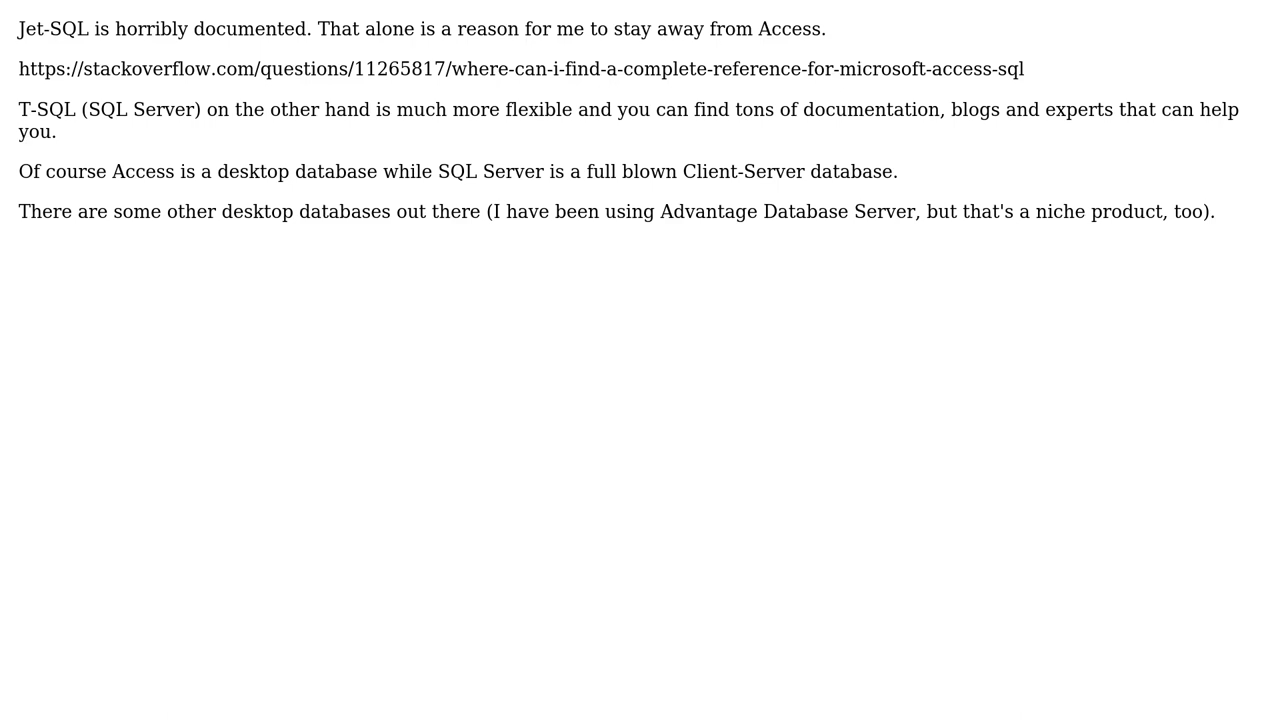 Jet-SQL is horribly documented. That alone is a reason for me to stay away from Access.
https://stackoverflow.com/questions/11265817/where-can-i-find-a-complete-reference-for-microsoft-access-sql
T-SQL (SQL Server) on the other hand is much more flexible and you can find tons of documentation, blogs and experts that can help
you.
Of course Access is a desktop database while SQL Server is a full blown Client-Server database.
There are some other desktop databases out there (I have been using Advantage Database Server, but that's a niche product, too).